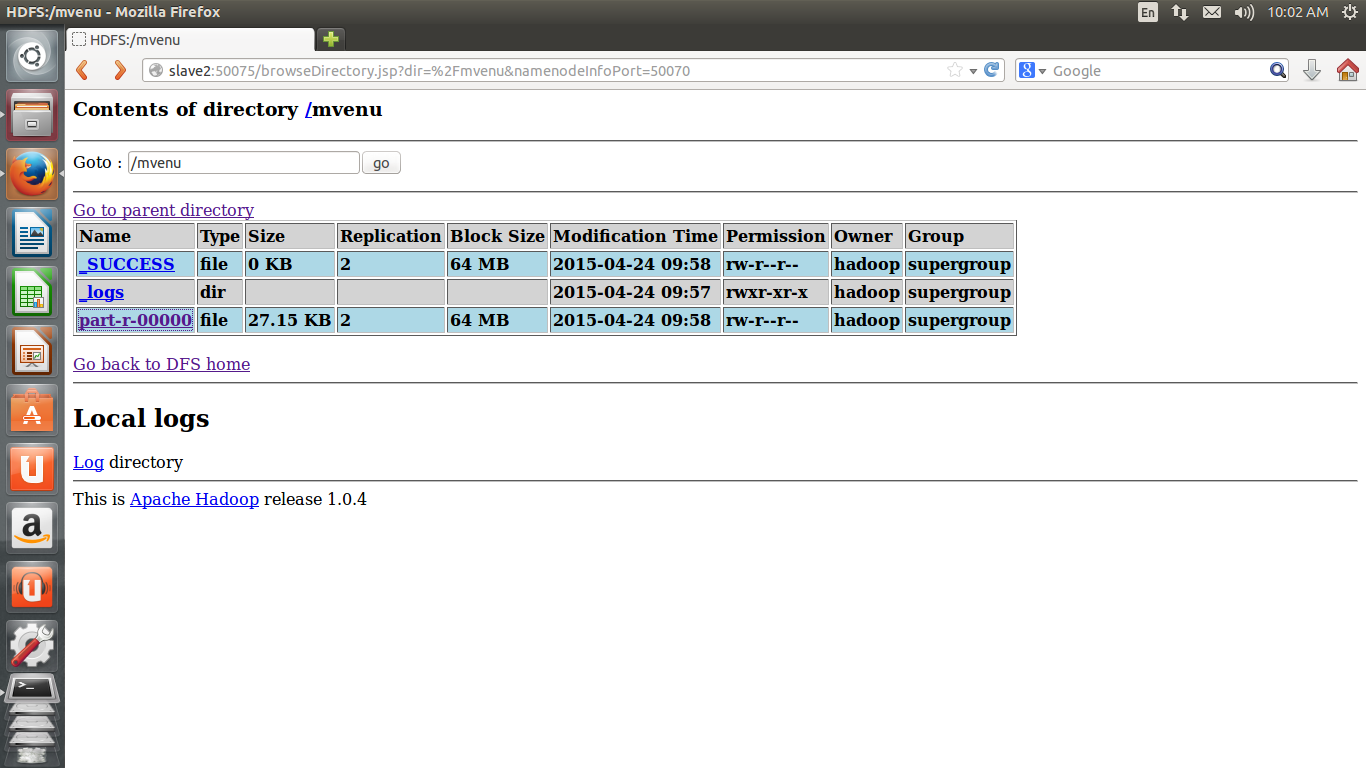 HDFS:/mvenu - Mozilla Firefox
En
10:02 AM
HDFS:/mvenu
slave2:50075/browseDirectory.jsp?dir=%2Fmvenu&namenodeInfoPort=50070
8 Google
Contents of directory /mvenu
Goto : /mvenu go
Go to parent directory
Name Type Size Replication Block Size Modification Time Permission Owner Group
_SUCCESS file 0 KB 2 64 MB 2015-04-24 09:58 rw-r--r-- hadoop supergroup
_logs dir 2015-04-24 09:57 rwxr-xr-x hadoop supergroup
part-r-00000 file 27.15 KB 2 64 MB 2015-04-24 09:58 rw-r--r-- hadoop supergroup
Go back to DFS home
Local logs
Log directory
This is Apache Hadoop release 1.0.4